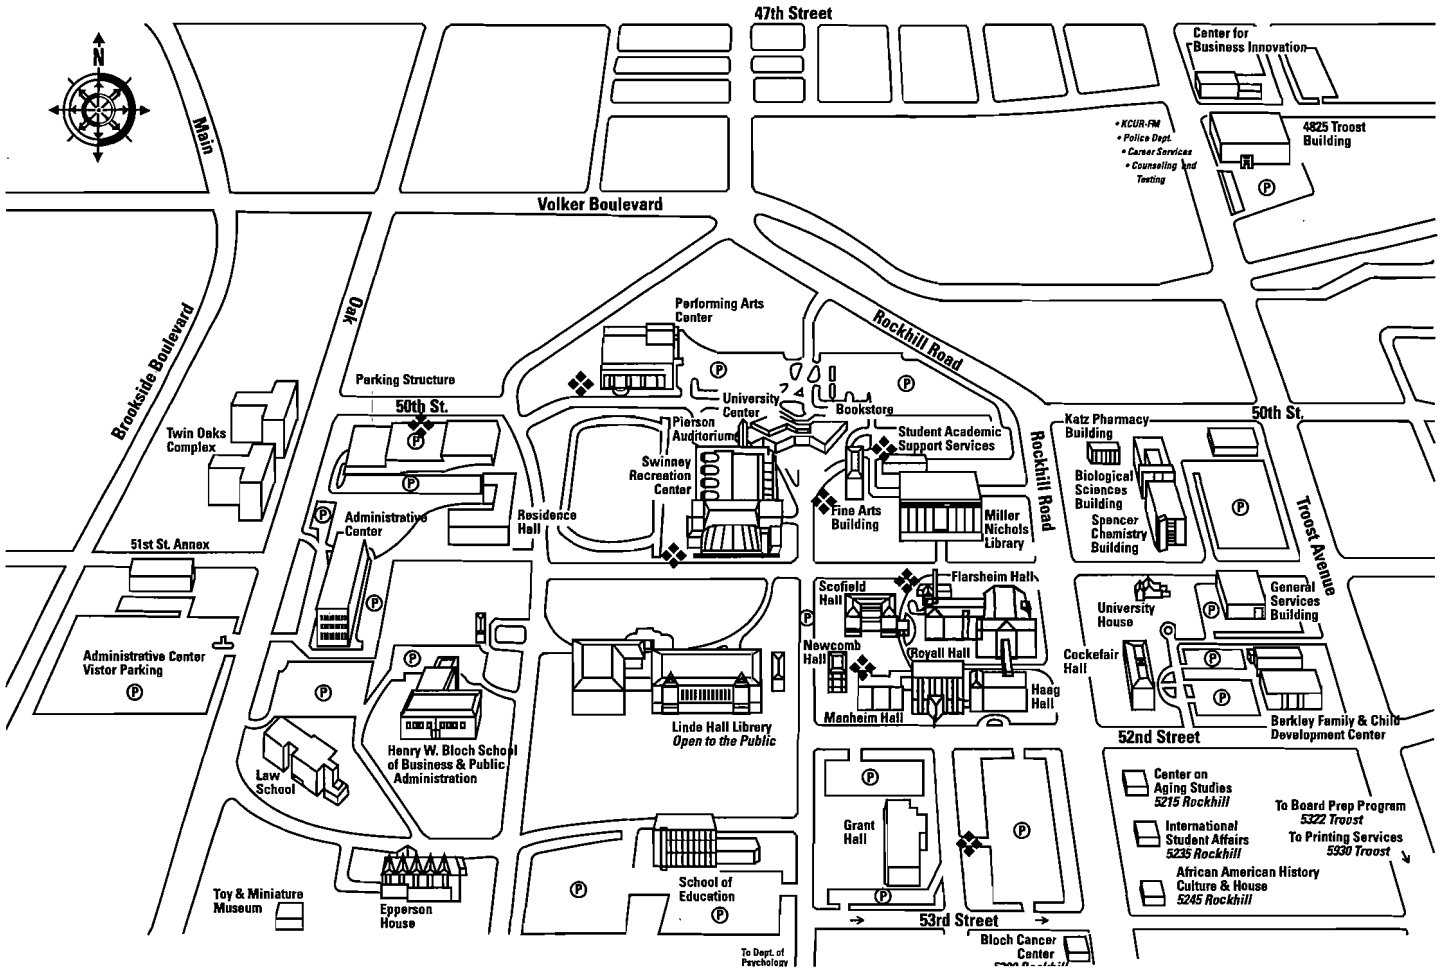 47th Street
N
Main
Center for
Business Innovation
• KCUR-FM
• Police Dept.
• Career Services
• Counseling and
Testing
4825 Troost
Building
P
Volker Boulevard
Brookside Boulevard
Oak
Performing Arts
Center
Rockhill Road
P
P
Parking Structure
50th St.
P
University
Center
Bookstore
50th St.
Katz Pharmacy
Building
Pierson
Auditorium
Student Academic
Support Services
Rockhill Road
Twin Oaks
Complex
Swinney
Recreation
Center
Biological
Sciences
Building
P
P
P
Troost Avenue
Residence
Hall
Fine Arts
Building
Miller
Nichols
Library
Spencer
Chemistry
Building
Administrative
Center
51st St. Annex
P
Scofield
Hall
Flarsheim Hall
University
House
General
Services
Building
P
P
Administrative Center
Vistor Parking
P
P
P
Newcomb
Hall
Royall Hall
Cockefair
Hall
P
P
Haag
Hall
Manheim Hall
Linde Hall Library
Open to the Public
Berkley Family & Child
Development Center
52nd Street
Henry W. Bloch School
of Business & Public
Administration
Law
School
P
Center on
Aging Studies
5215 Rockhill
To Board Prep Program
5322 Troost
Grant
Hall
P
International
Student Affairs
5235 Rockhill
To Printing Services
5930 Troost
African American History
Culture & House
5245 Rockhill
Toy & Miniature
Museum
Epperson
House
P
School of
Education
P
P
53rd Street
Bloch Cancer
Center
To Dept. of
Psychology